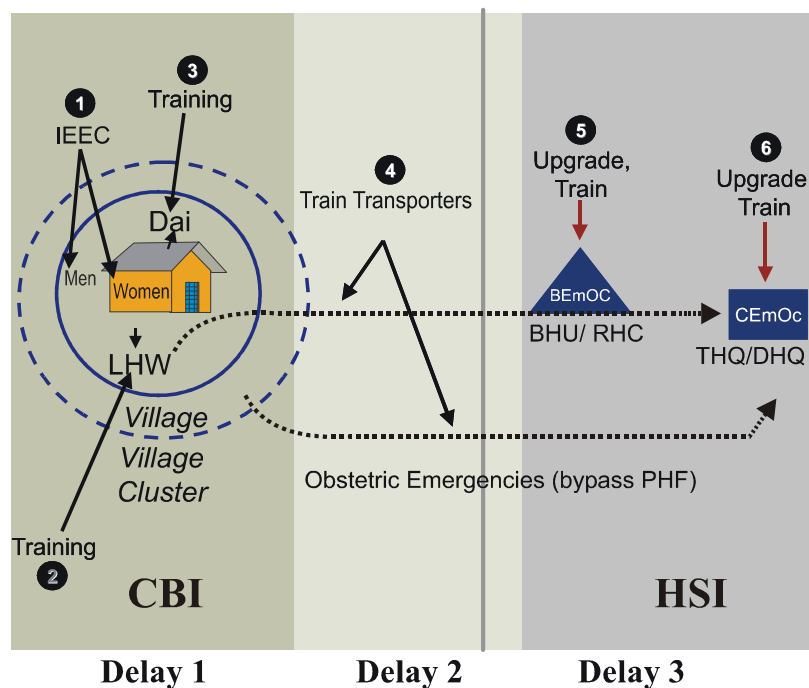 1
IEEC
3
Training
Dai
Men
Women
LHW
Village
Village
Cluster
Training
2
CBI
4
Train Transporters
Obstetric Emergencies (bypass PHF)
5
Upgrade,
Train
BEmOC
BHU/ RHC
6
Upgrade
Train
CEmOc
THQ/DHQ
HSI
Delay 1
Delay 2
Delay 3